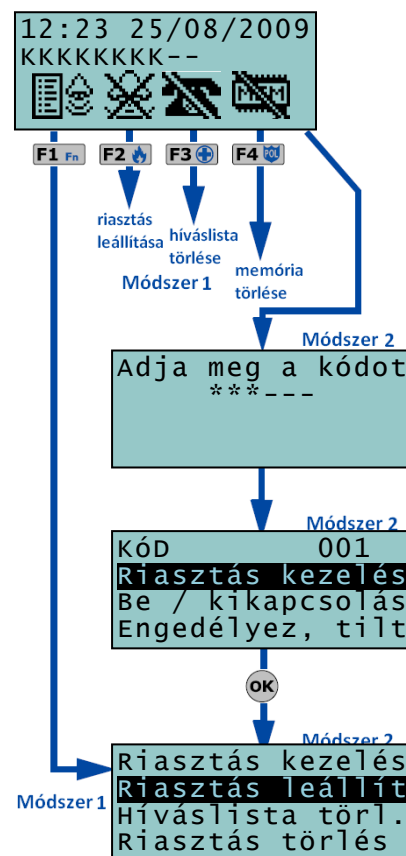 12:23 25/08/2009
KKKKKKKK--
MEM
F1 Fn F2 F3 F4 POL
riasztás
leállítása
híváslista
törlése
memória
törlése
Módszer 1
Módszer 2
Adja meg a kódot
***---
Módszer 2
KóD 001
Riasztás kezelés
Be / kikapcsolás
Engedélyez, tilt
OK
Módszer 2
Módszer 1
Riasztás kezelés
Riasztás leállít
Híváslista törl.
Riasztás törlés